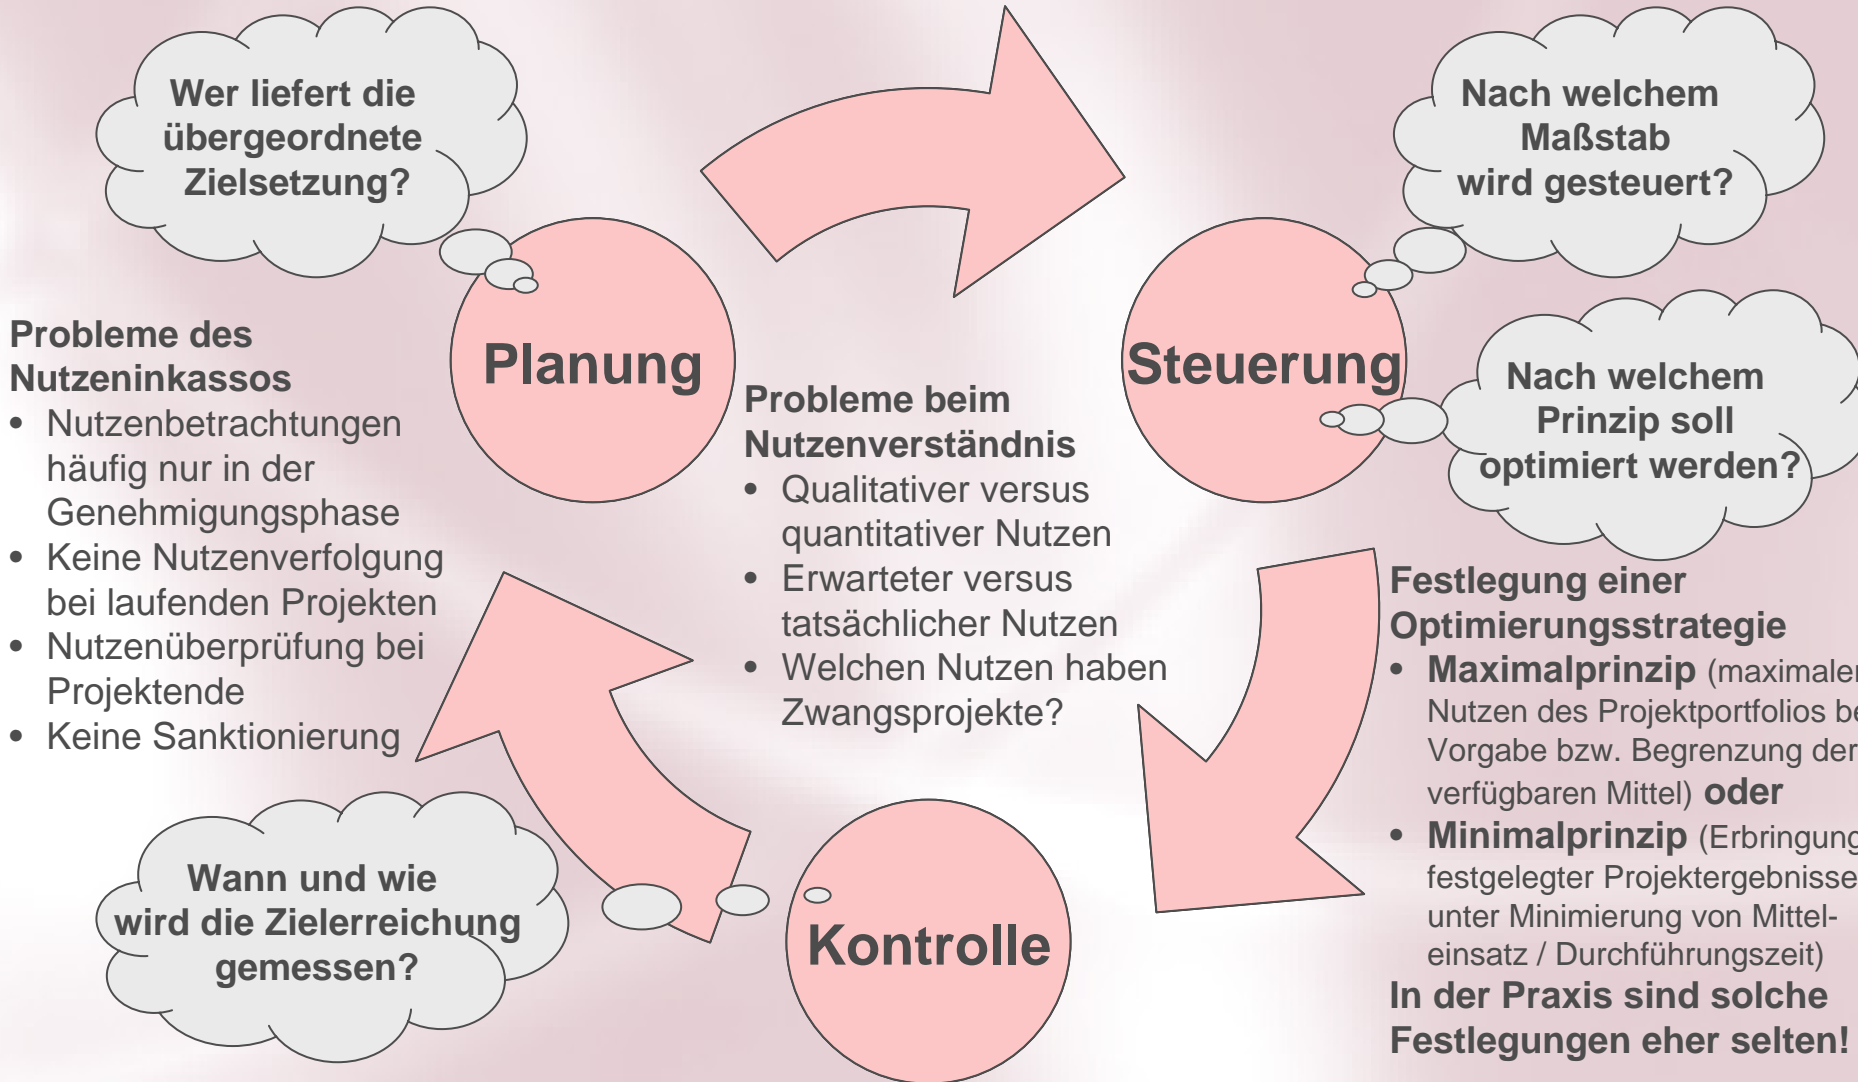 Wer liefert die
übergeordnete
Zielsetzung?
Nach welchem
Maßstab
wird gesteuert?
Planung
Steuerung
Nach welchem
Prinzip soll
optimiert werden?
Probleme des
Nutzeninkassos
• Nutzenbetrachtungen
häufig nur in der
Genehmigungsphase
• Keine Nutzenverfolgung
bei laufenden Projekten
• Nutzenüberprüfung bei
Projektende
• Keine Sanktionierung
Probleme beim
Nutzenverständnis
• Qualitativer versus
quantitativer Nutzen
• Erwarteter versus
tatsächlicher Nutzen
• Welchen Nutzen haben
Zwangsprojekte?
Festlegung einer
Optimierungsstrategie
• Maximalprinzip (maximaler
Nutzen des Projektportfolios be
Vorgabe bzw. Begrenzung der
verfügbaren Mittel) oder
• Minimalprinzip (Erbringung
festgelegter Projektergebnisse
unter Minimierung von Mittel-
einsatz / Durchführungszeit)
In der Praxis sind solche
Festlegungen eher selten!
Wann und wie
wird die Zielerreichung
gemessen?
Kontrolle